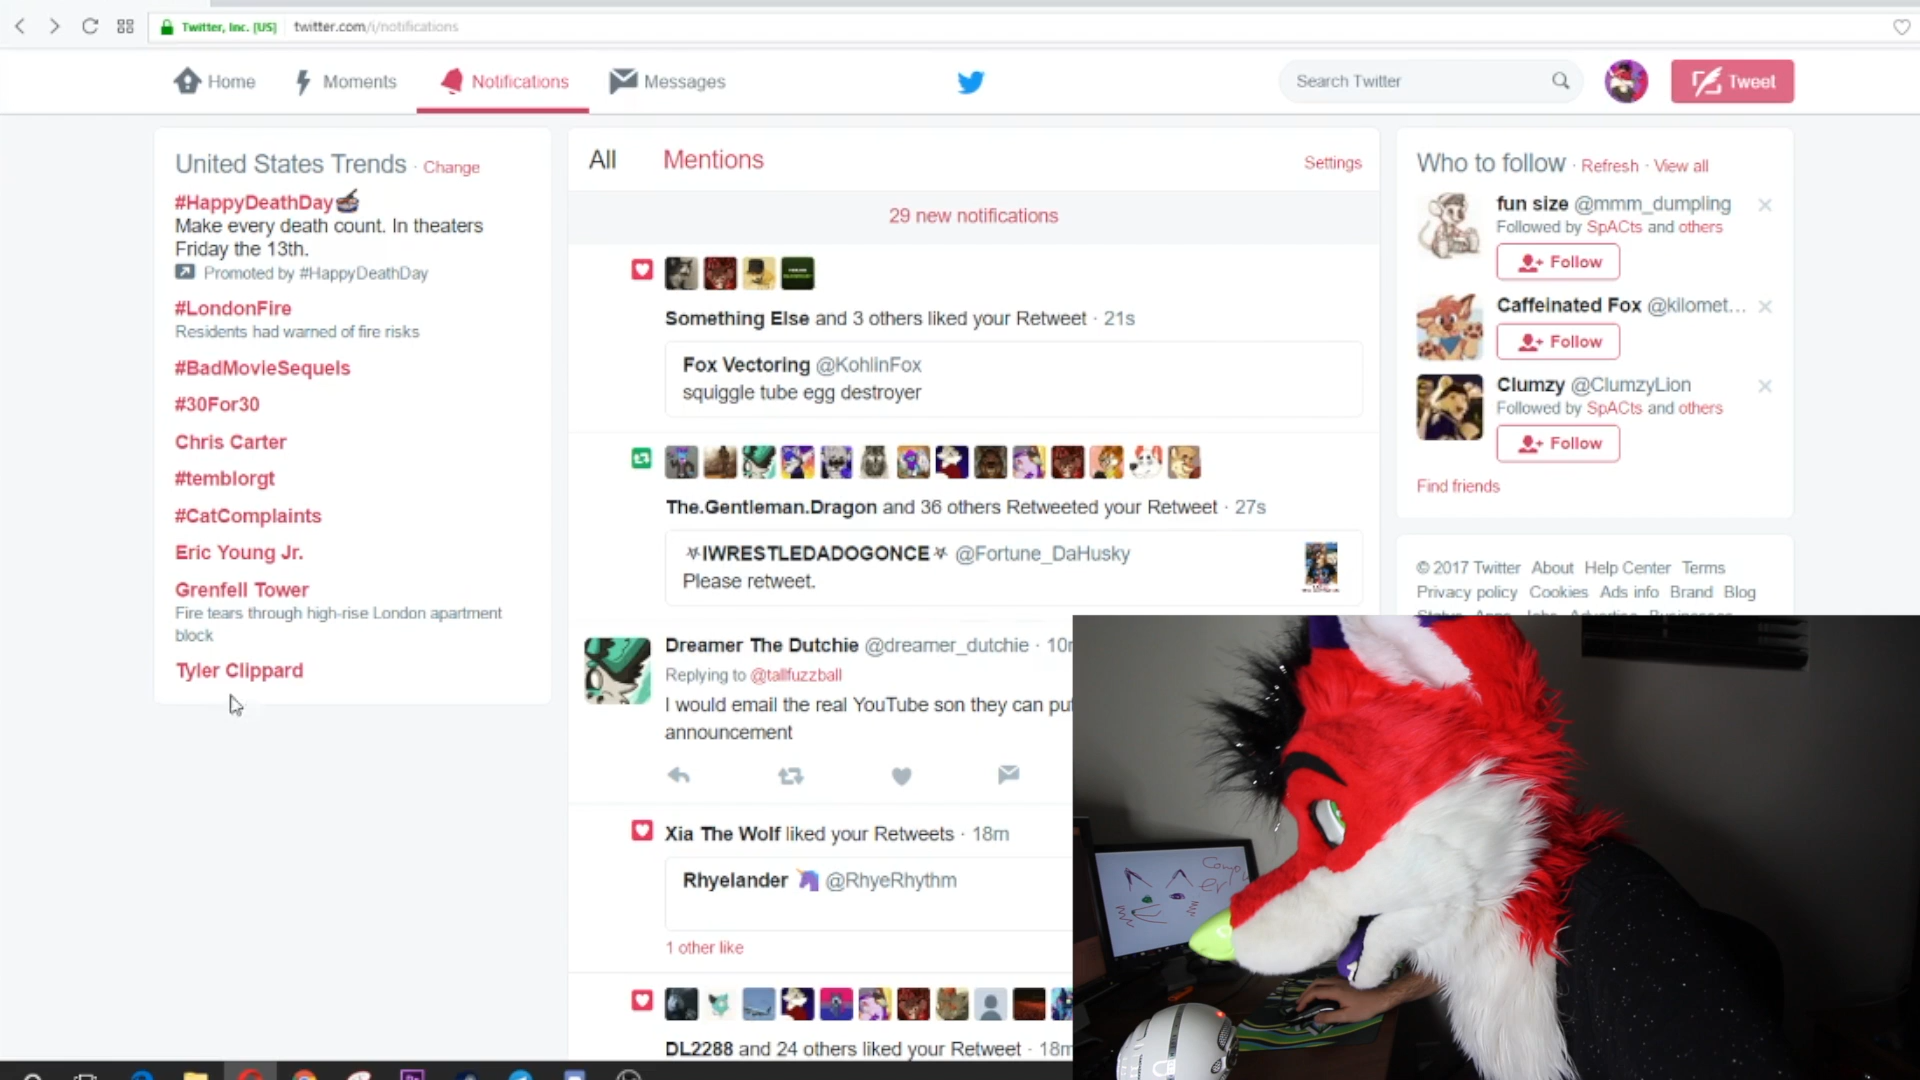 Twitter, Inc. [US] twitter.com/i/notifications
Home Moments Notifications Messages Search Twitter Tweet
United States Trends · Change
#HappyDeathDay
Make every death count. In theaters
Friday the 13th.
Promoted by #HappyDeathDay
#LondonFire
Residents had warned of fire risks
#BadMovieSequels
#30For30
Chris Carter
#temblorgt
#CatComplaints
Eric Young Jr.
Grenfell Tower
Fire tears through high-rise London apartment
block
Tyler Clippard
All Mentions Settings
29 new notifications
Something Else and 3 others liked your Retweet · 21s
Fox Vectoring @KohlinFox
squiggle tube egg destroyer
The.Gentleman.Dragon and 36 others Retweeted your Retweet · 27s
IWRESTLEDADOGONCE @Fortune_DaHusky
Please retweet.
Dreamer The Dutchie @dreamer_dutchie ·
Replying to @tallfuzzball
I would email the real YouTube son they can
announcement
Xia The Wolf liked your Retweets · 18m
Rhyelander @RhyeRhythm
1 other like
DL2288 and 24 others liked your Retweet · 18m
Who to follow · Refresh · View all
fun size @mmm_dumpling
Followed by SpACts and others
Follow
Caffeinated Fox @kilomet...
Follow
Clumzy @ClumzyLion
Followed by SpACts and others
Follow
Find friends
© 2017 Twitter About Help Center Terms
Privacy policy Cookies Ads info Brand Blog